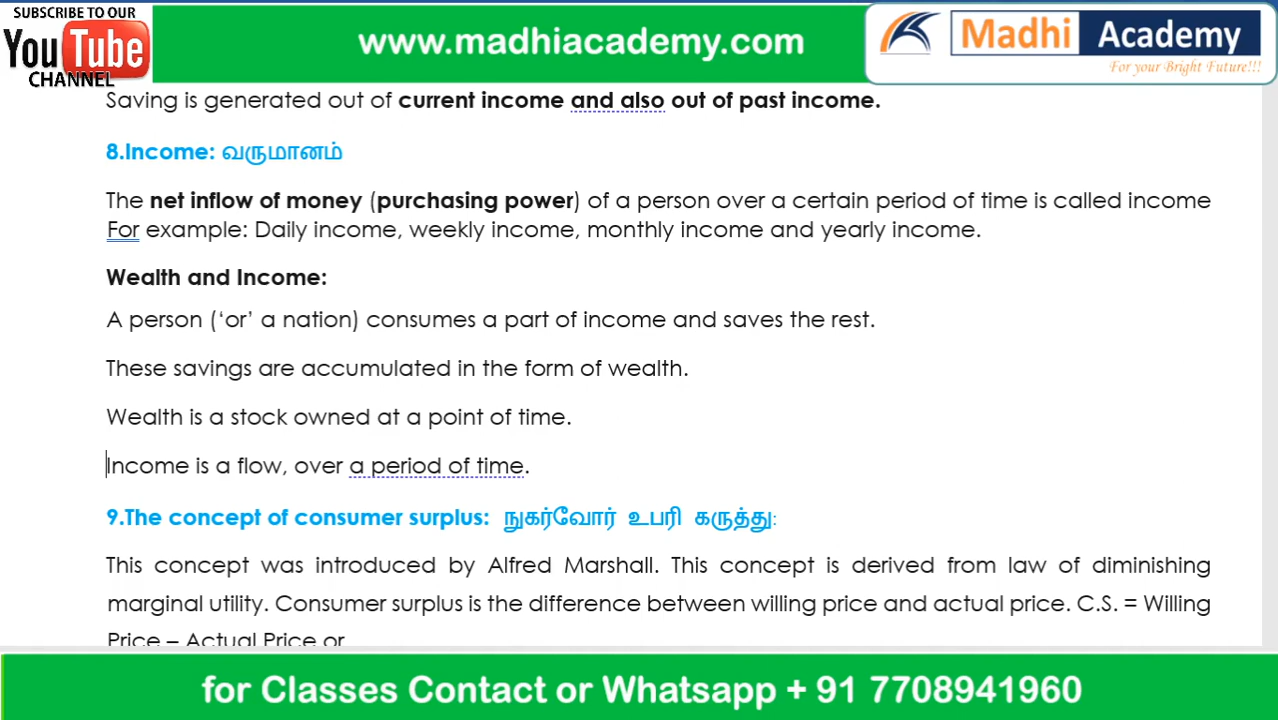 SUBSCRIBE TO OUR
YouTube
CHANNEL
www.madhiacademy.com
Madhi Academy
For your Bright Future!!!
Saving is generated out of current income and also out of past income.
8.Income: வருமானம்
The net inflow of money (purchasing power) of a person over a certain period of time is called income
For example: Daily income, weekly income, monthly income and yearly income.
Wealth and Income:
A person (‘or’ a nation) consumes a part of income and saves the rest.
These savings are accumulated in the form of wealth.
Wealth is a stock owned at a point of time.
Income is a flow, over a period of time.
9.The concept of consumer surplus: நுகர்வோர் உபரி கருத்து:
This concept was introduced by Alfred Marshall. This concept is derived from law of diminishing
marginal utility. Consumer surplus is the difference between willing price and actual price. C.S. = Willing
Price – Actual Price or
for Classes Contact or Whatsapp + 91 7708941960